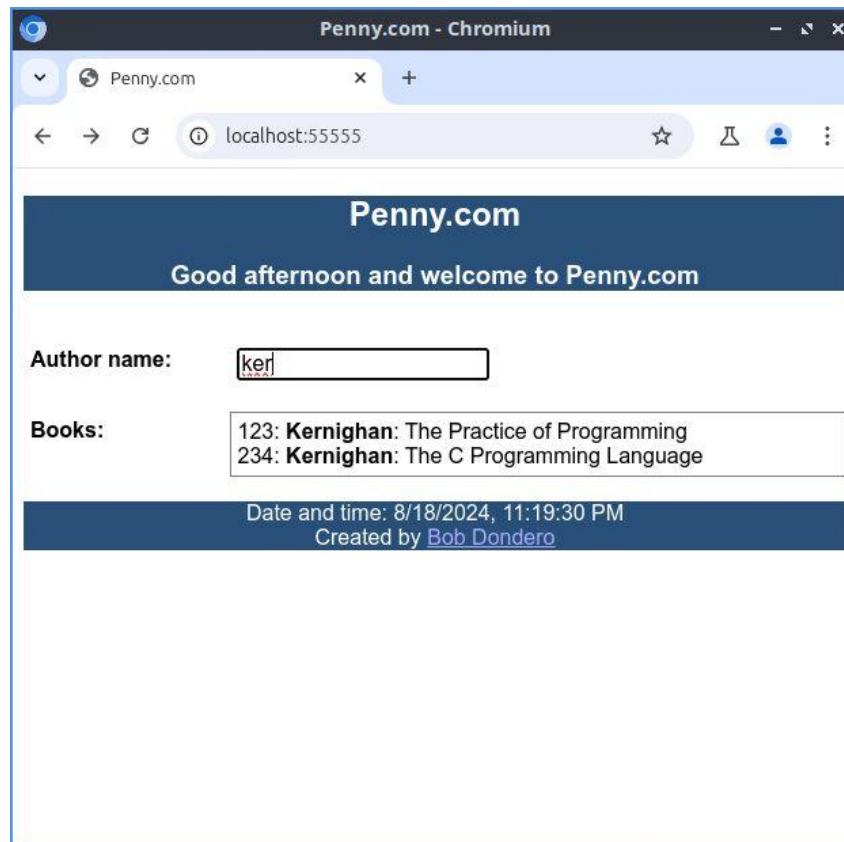 Penny.com - Chromium
Penny.com
localhost:55555
Penny.com
Good afternoon and welcome to Penny.com
Author name: ker
Books: 123: Kernighan: The Practice of Programming
234: Kernighan: The C Programming Language
Date and time: 8/18/2024, 11:19:30 PM
Created by Bob Dondero